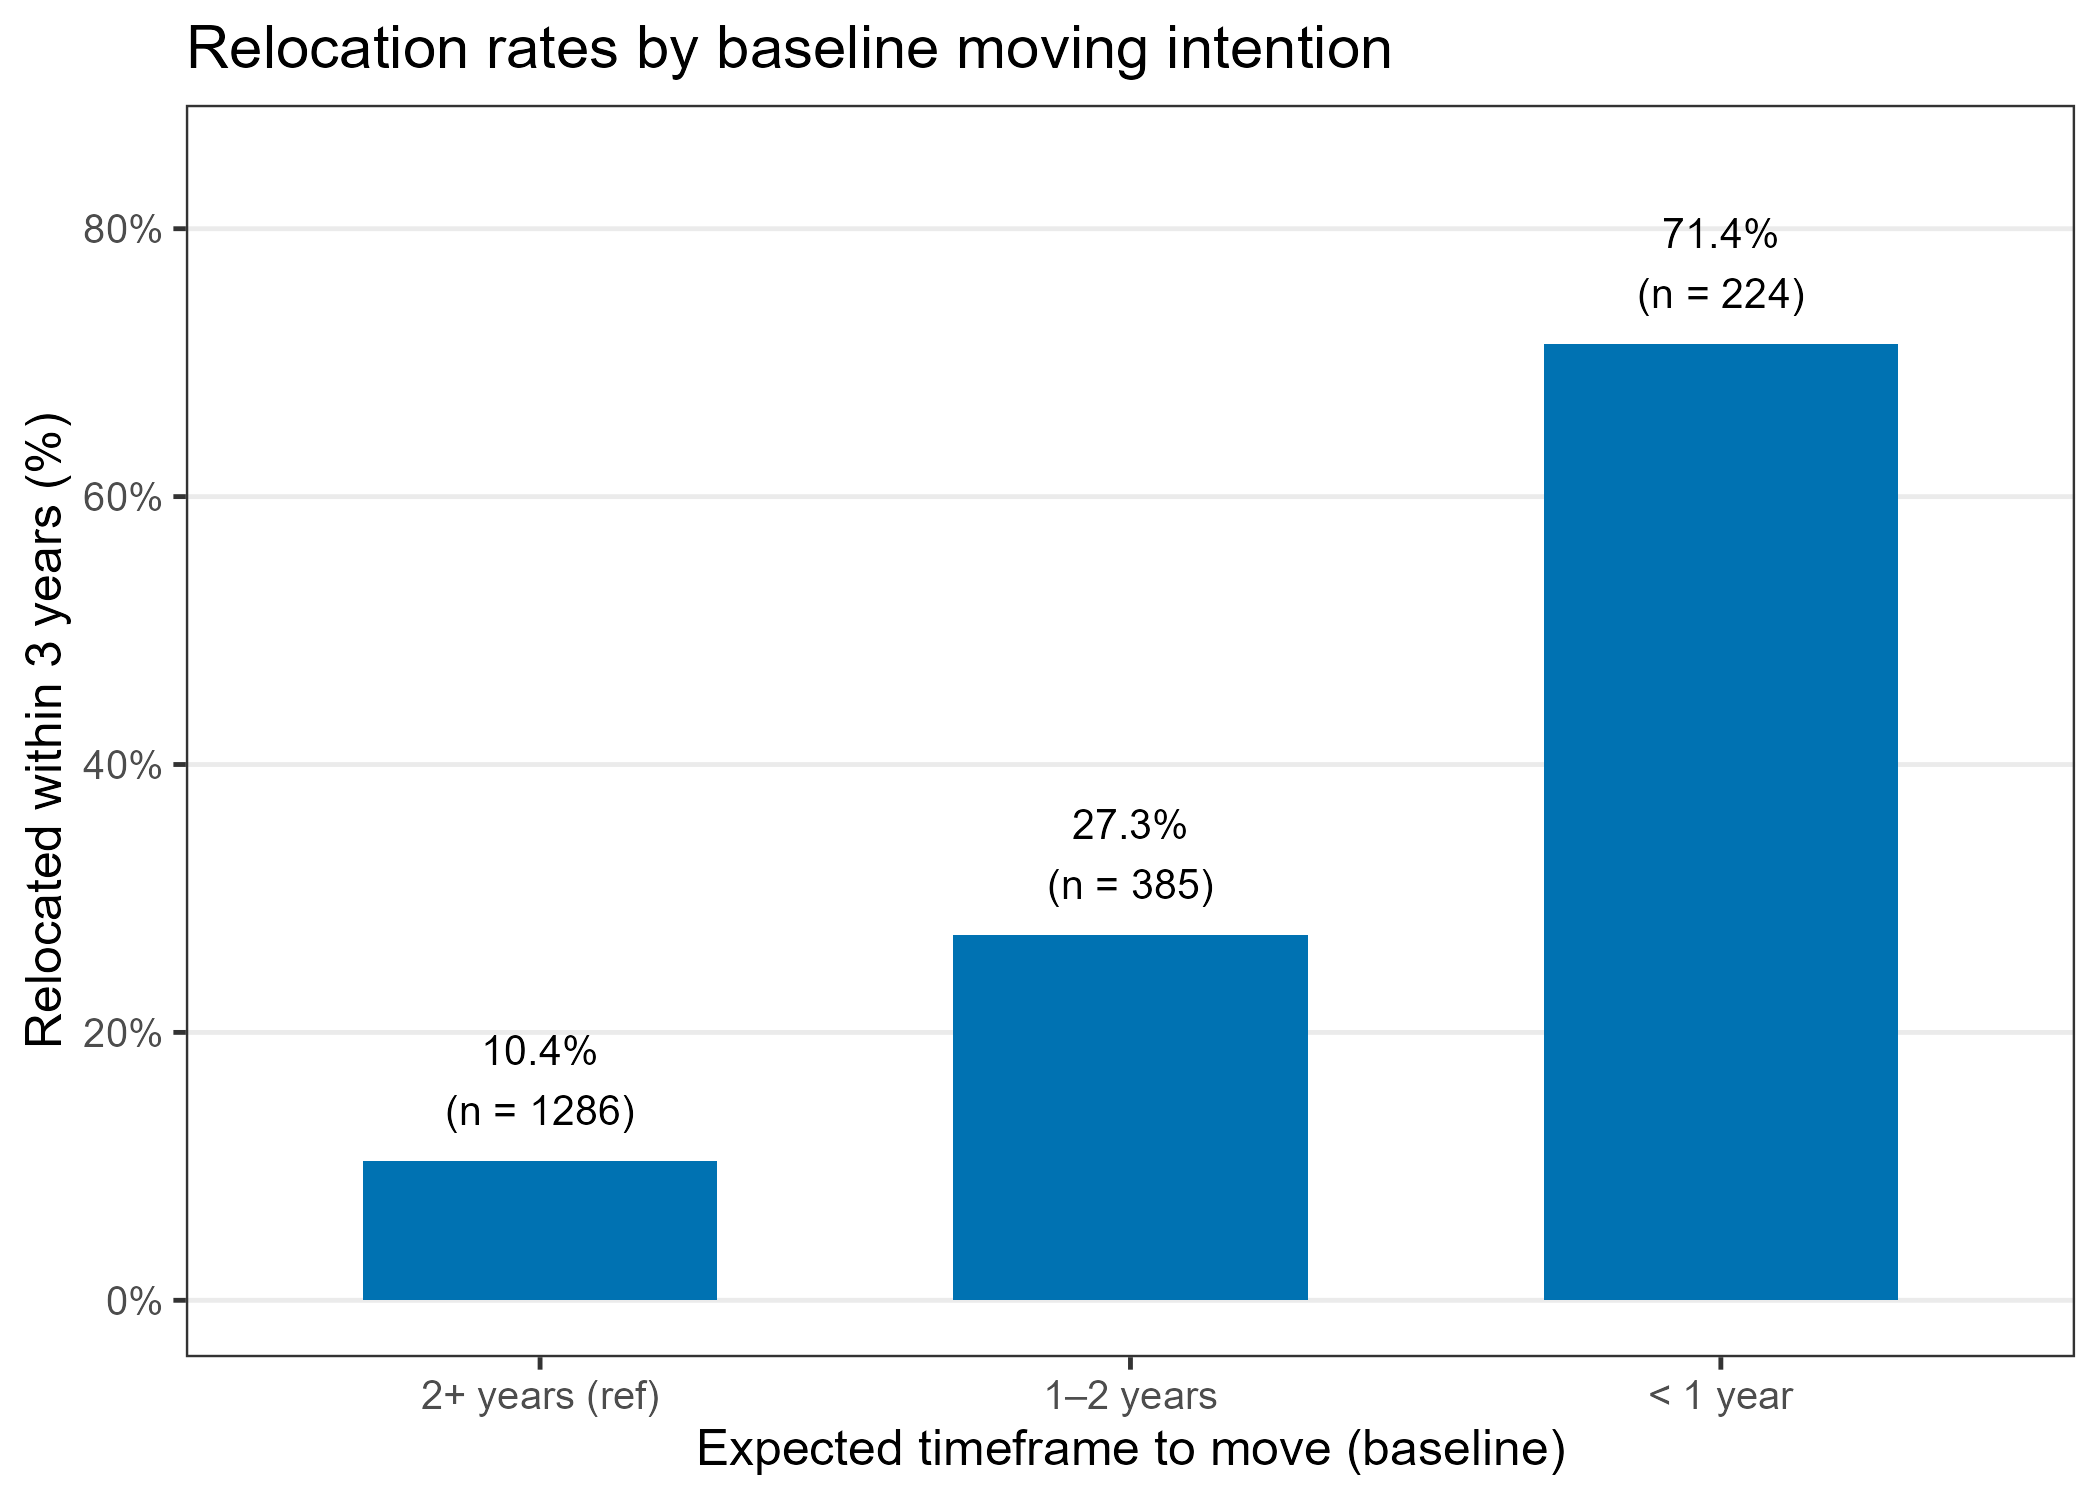 Relocation rates by baseline moving intention
Relocated within 3 years (%)
80%
60%
40%
20%
0%
10.4%
(n = 1286)
27.3%
(n = 385)
71.4%
(n = 224)
2+ years (ref)
1–2 years
< 1 year
Expected timeframe to move (baseline)